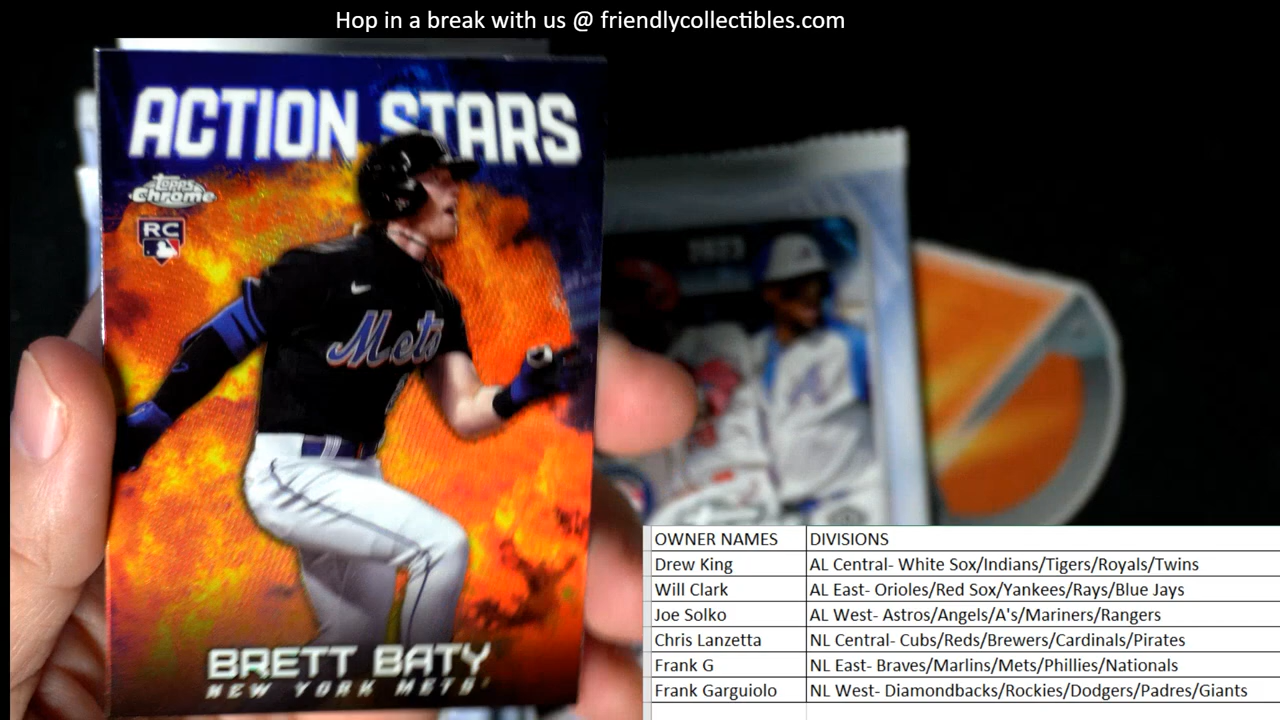 Hop in a break with us @ friendlycollectibles.com
ACTION STARS
Topps
Chrome
RC
Mets
BRETT BATY
NEW YORK METS
2023
OWNER NAMES DIVISIONS
Drew King AL Central- White Sox/Indians/Tigers/Royals/Twins
Will Clark AL East- Orioles/Red Sox/Yankees/Rays/Blue Jays
Joe Solko AL West- Astros/Angels/A's/Mariners/Rangers
Chris Lanzetta NL Central- Cubs/Reds/Brewers/Cardinals/Pirates
Frank G NL East- Braves/Marlins/Mets/Phillies/Nationals
Frank Garguiolo NL West- Diamondbacks/Rockies/Dodgers/Padres/Giants